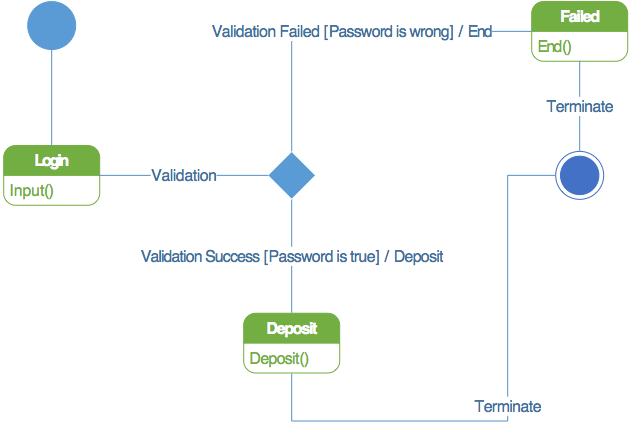 Failed
Validation Failed [Password is wrong] / End
End()
Terminate
Login
Validation
Input()
Validation Success [Password is true] / Deposit
Deposit
Deposit()
Terminate